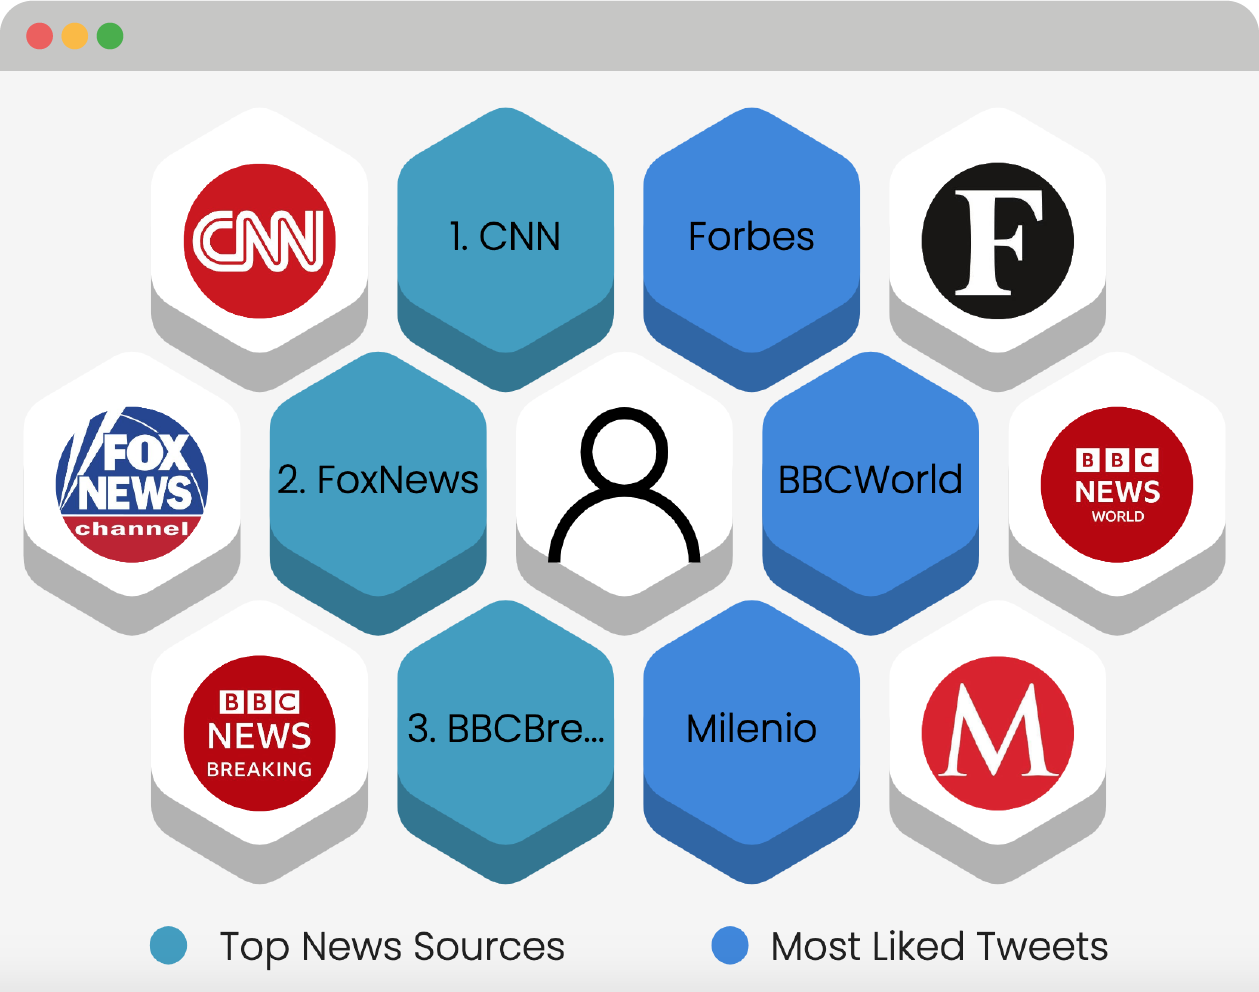 CNN
1. CNN
Forbes
F
FOX
NEWS
channel
2. FoxNews
BBCWorld
BBC
NEWS
WORLD
BBC
NEWS
BREAKING
3. BBCBre...
Milenio
M
Top News Sources
Most Liked Tweets